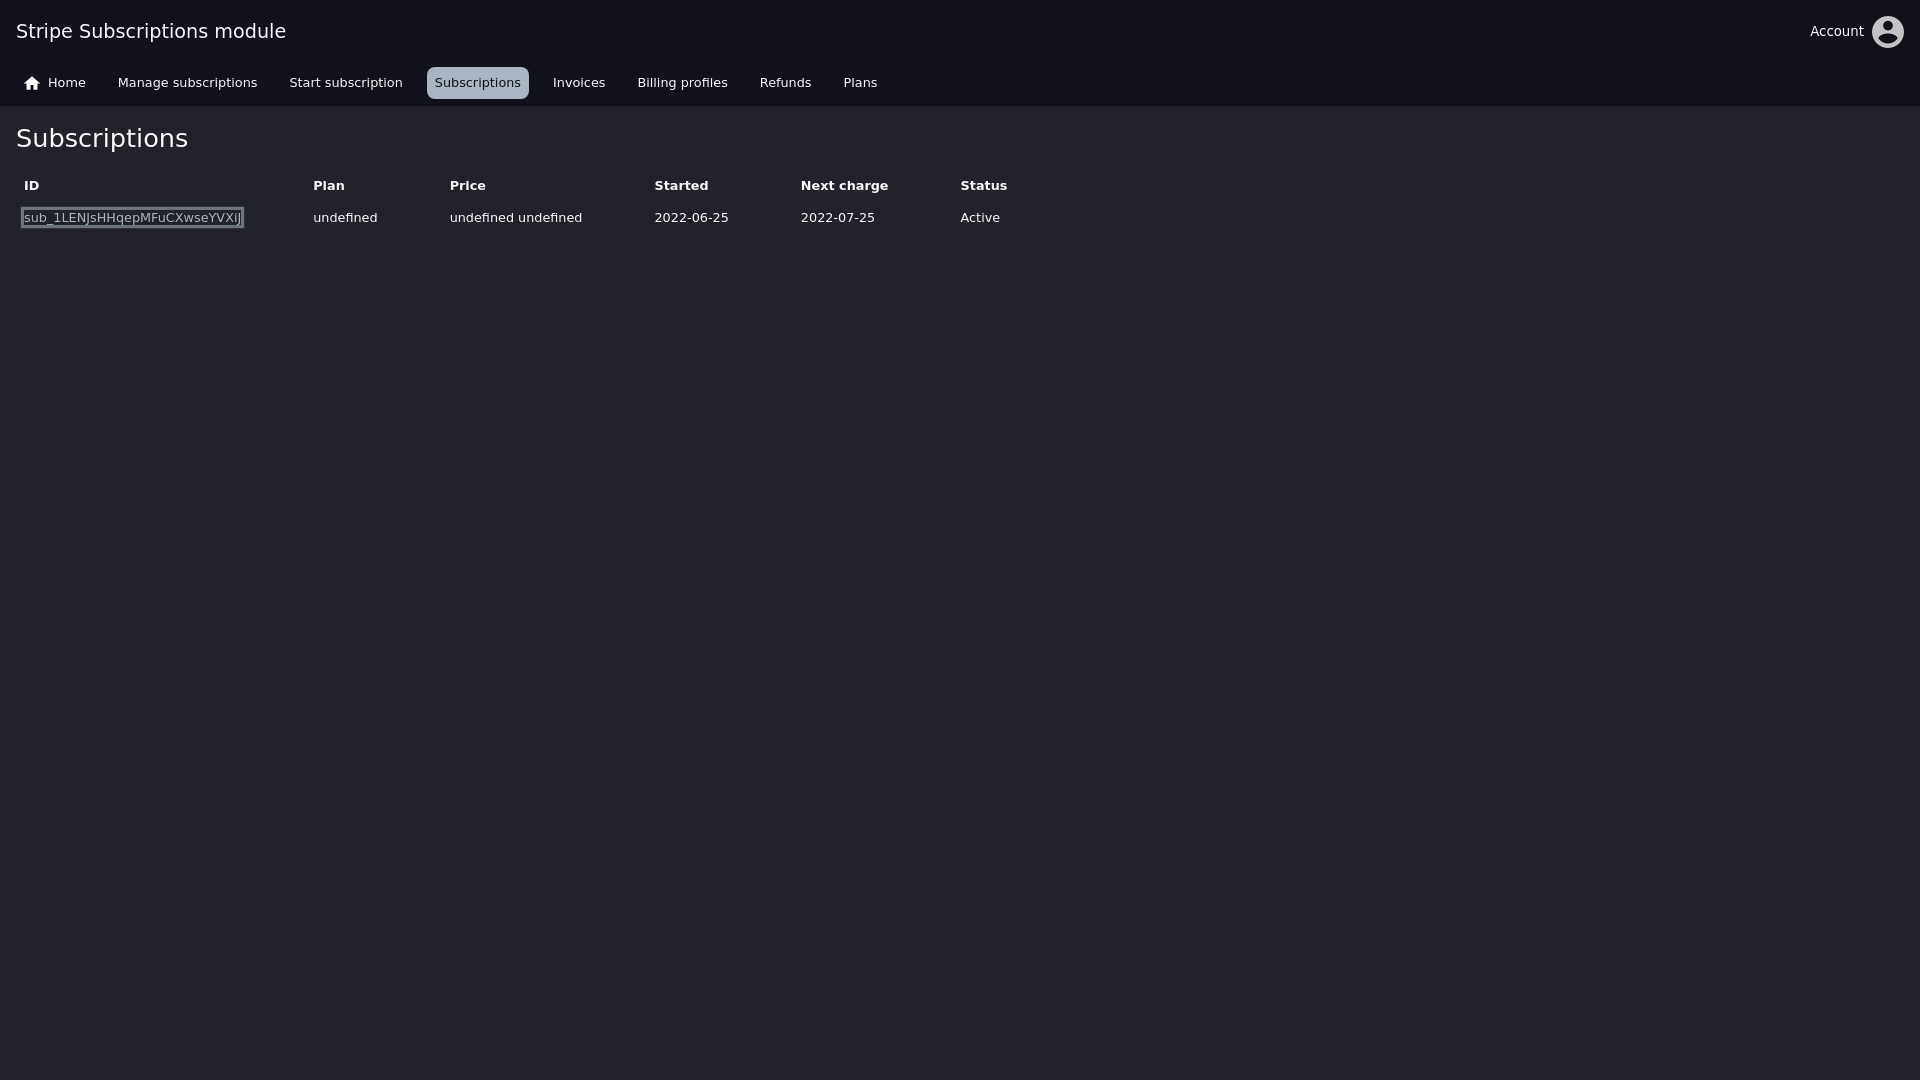 Stripe Subscriptions module
Account
Home Manage subscriptions Start subscription Subscriptions Invoices Billing profiles Refunds Plans
Subscriptions
ID Plan Price Started Next charge Status
sub_1LENJsHHqepMFuCXwseYVXiJ undefined undefined undefined 2022-06-25 2022-07-25 Active